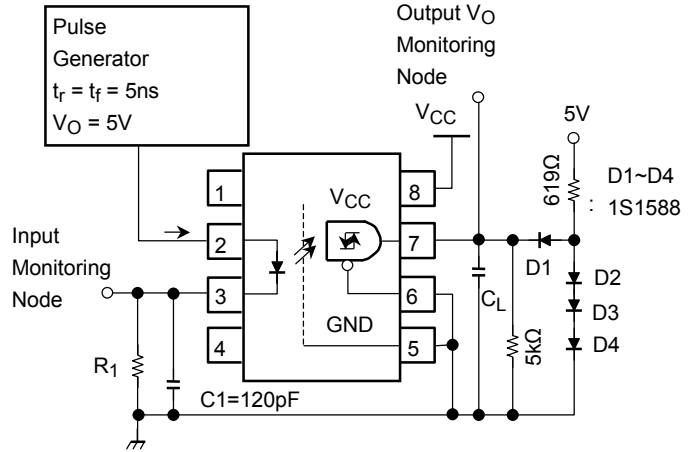 Pulse
Generator
tr = tf = 5ns
VO = 5V
Output VO
Monitoring
Node
VCC
5V
619Ω
D1~D4
: 1S1588
1
2
3
4
8
7
6
5
VCC
GND
Input
Monitoring
Node
R1
C1=120pF
CL
5kΩ
D1
D2
D3
D4